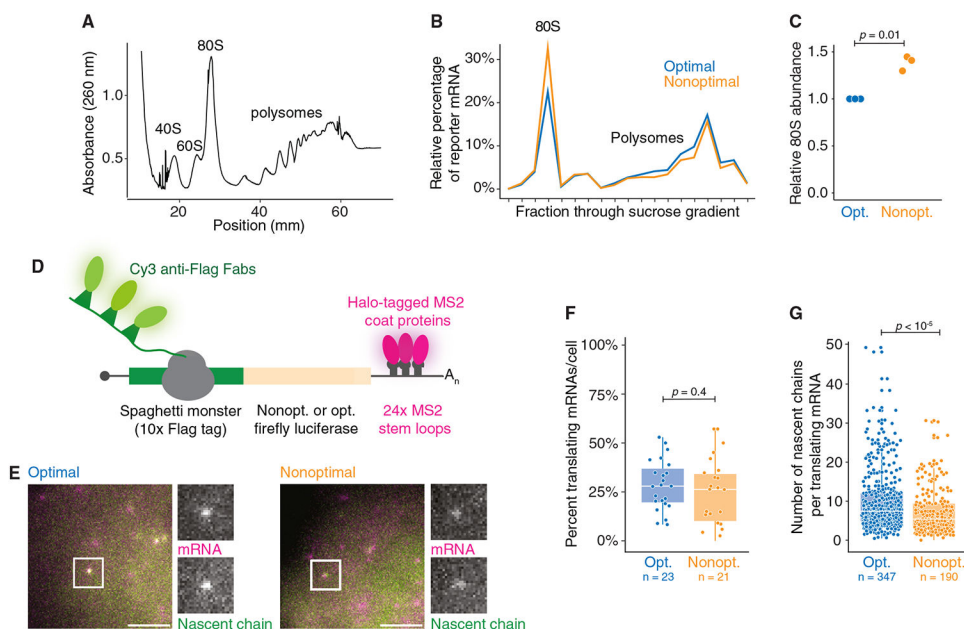 A
Absorbance (260 nm)
1.0
0.5
40S
60S
80S
polysomes
20
40
60
Position (mm)
B
Relative percentage
of reporter mRNA
30%
20%
10%
0%
80S
Optimal
Nonoptimal
Polysomes
Fraction through sucrose gradient
C
Relative 80S abundance
p = 0.01
1.5
1.0
0.5
0.0
Opt.
Nonopt.
D
Cy3 anti-Flag Fabs
Halo-tagged MS2
coat proteins
An
Spaghetti monster
(10x Flag tag)
Nonopt. or opt.
firefly luciferase
24x MS2
stem loops
E
Optimal
mRNA
Nascent chain
Nonoptimal
mRNA
Nascent chain
F
Percent translating mRNAs/cell
100%
75%
50%
25%
0%
p = 0.4
Opt.
n = 23
Nonopt.
n = 21
G
Number of nascent chains
per translating mRNA
50
40
30
20
10
0
p < 10-5
Opt.
n = 347
Nonopt.
n = 190